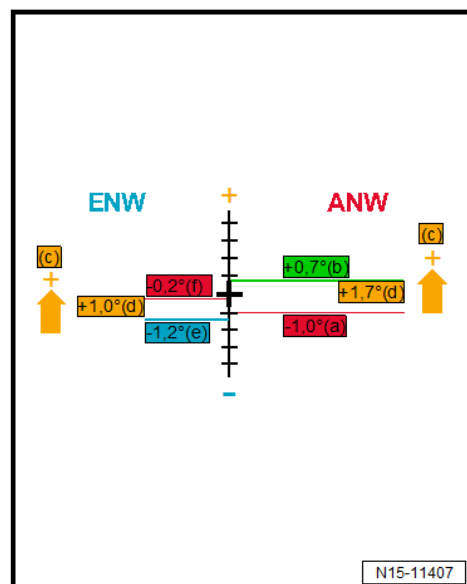 +
ENW
ANW
(c)
+
(c)
+
+0,7°(b)
-0,2°(f)
+1,7°(d)
+1,0°(d)
-1,0°(a)
-1,2°(e)
-
N15-11407